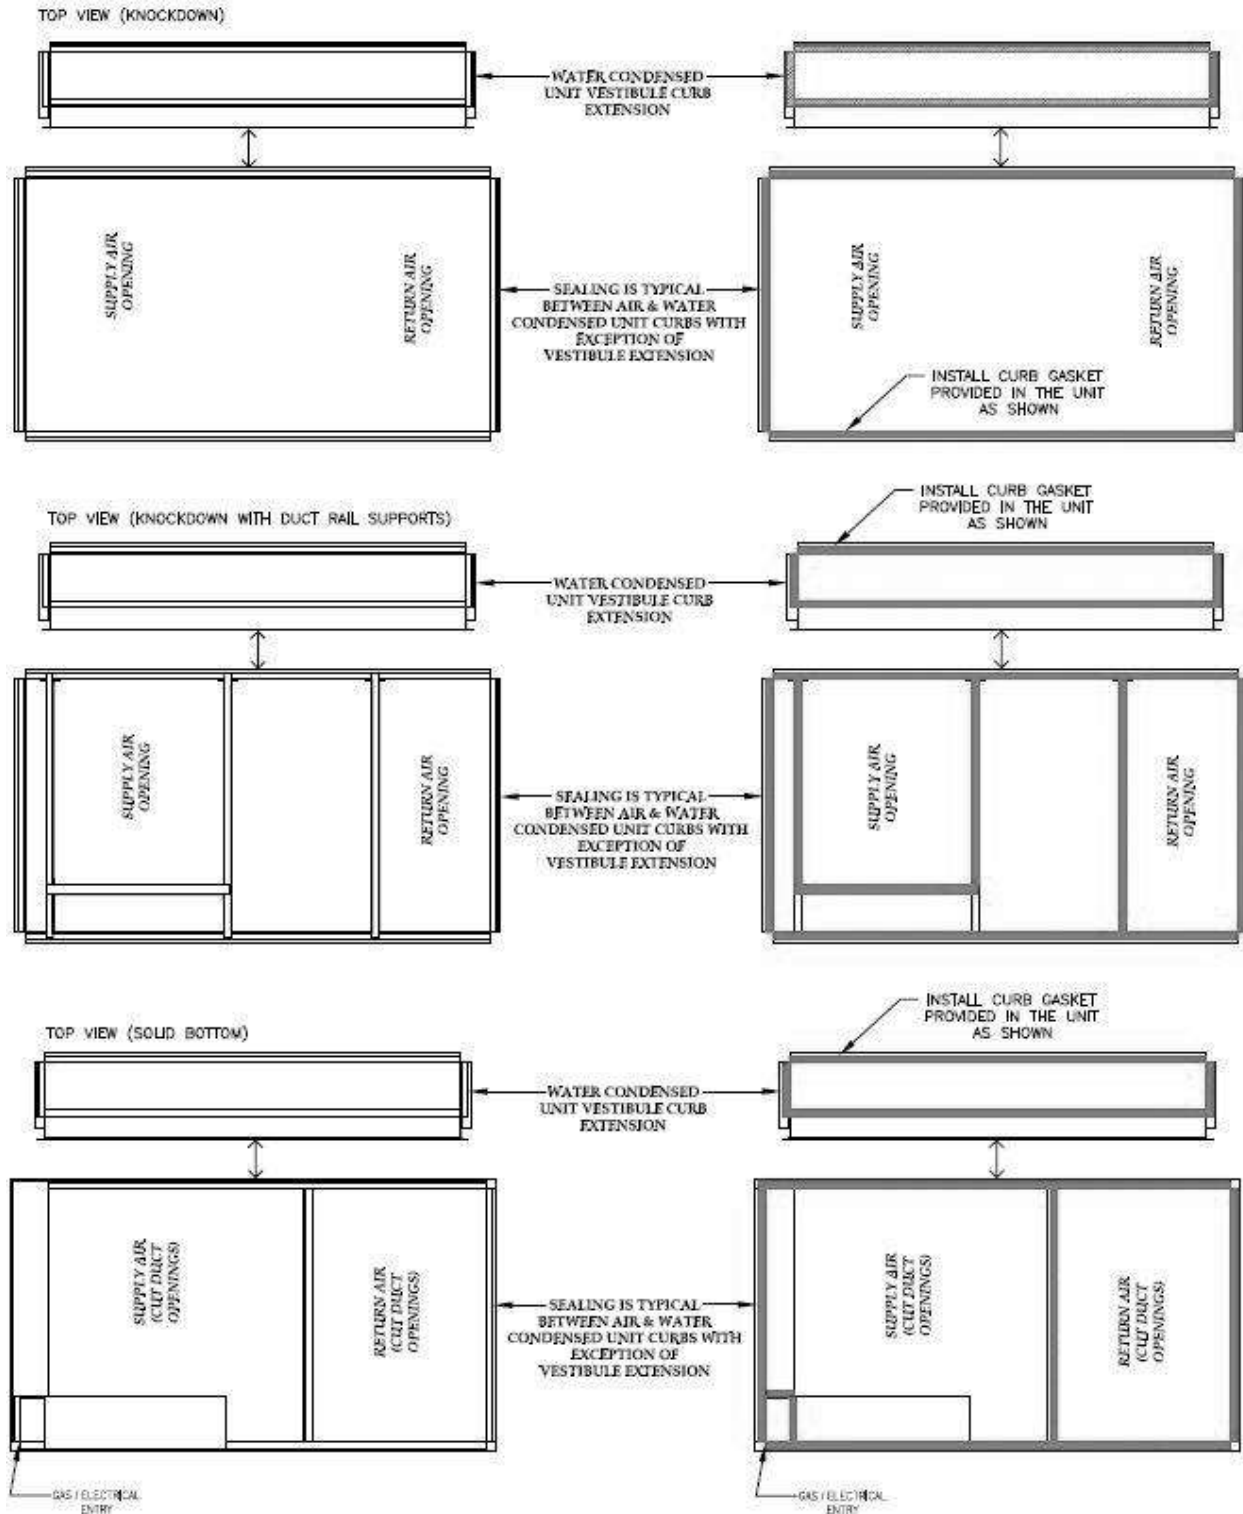 TOP VIEW (KNOCKDOWN)
WATER CONDENSED
UNIT VESTIBULE CURB
EXTENSION
SUPPLY AIR
OPENING
RETURN AIR
OPENING
SEALING IS TYPICAL
BETWEEN AIR & WATER
CONDENSED UNIT CURBS WITH
EXCEPTION OF
VESTIBULE EXTENSION
SUPPLY AIR
OPENING
RETURN AIR
OPENING
INSTALL CURB GASKET
PROVIDED IN THE UNIT
AS SHOWN
TOP VIEW (KNOCKDOWN WITH DUCT RAIL SUPPORTS)
INSTALL CURB GASKET
PROVIDED IN THE UNIT
AS SHOWN
WATER CONDENSED
UNIT VESTIBULE CURB
EXTENSION
SUPPLY AIR
OPENING
RETURN AIR
OPENING
SEALING IS TYPICAL
BETWEEN AIR & WATER
CONDENSED UNIT CURBS WITH
EXCEPTION OF
VESTIBULE EXTENSION
SUPPLY AIR
OPENING
RETURN AIR
OPENING
TOP VIEW (SOLID BOTTOM)
INSTALL CURB GASKET
PROVIDED IN THE UNIT
AS SHOWN
WATER CONDENSED
UNIT VESTIBULE CURB
EXTENSION
SUPPLY AIR
(CUT DUCT
OPENINGS)
RETURN AIR
(CUT DUCT
OPENINGS)
SEALING IS TYPICAL
BETWEEN AIR & WATER
CONDENSED UNIT CURBS WITH
EXCEPTION OF
VESTIBULE EXTENSION
SUPPLY AIR
(CUT DUCT
OPENINGS)
RETURN AIR
(CUT DUCT
OPENINGS)
GAS / ELECTRICAL
ENTRY
GAS / ELECTRICAL
ENTRY